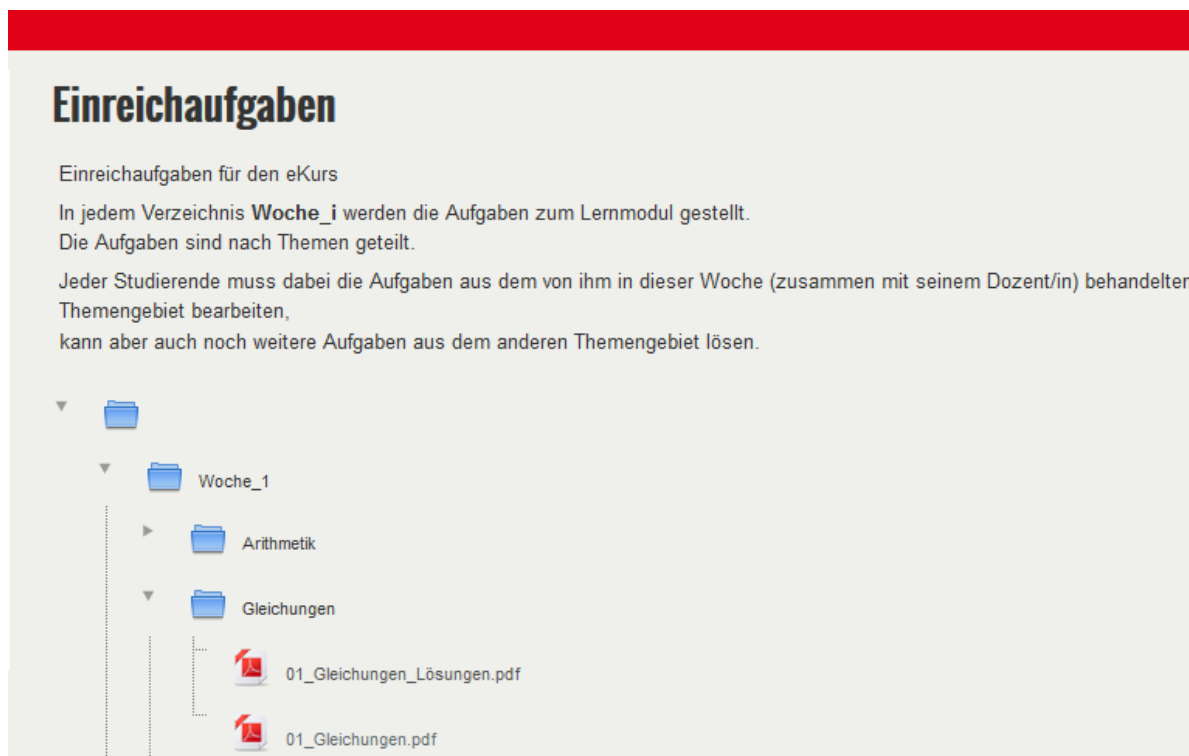 Einreichaufgaben
Einreichaufgaben für den eKurs
In jedem Verzeichnis Woche_i werden die Aufgaben zum Lernmodul gestellt.
Die Aufgaben sind nach Themen geteilt.
Jeder Studierende muss dabei die Aufgaben aus dem von ihm in dieser Woche (zusammen mit seinem Dozent/in) behandelter
Themengebiet bearbeiten,
kann aber auch noch weitere Aufgaben aus dem anderen Themengebiet lösen.
Woche_1
Arithmetik
Gleichungen
01_Gleichungen_Lösungen.pdf
01_Gleichungen.pdf